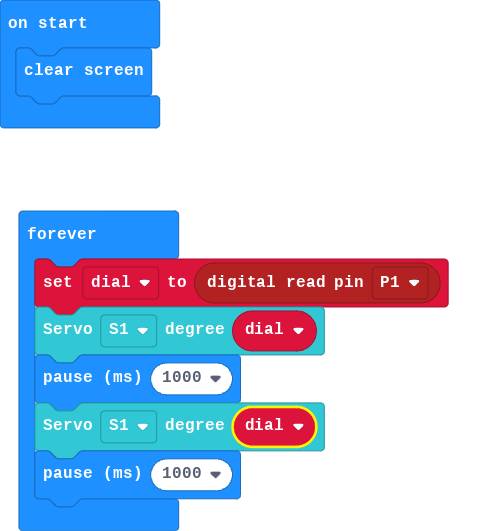 on start
clear screen
forever
set dial to digital read pin P1
Servo S1 degree dial
pause (ms) 1000
Servo S1 degree dial
pause (ms) 1000